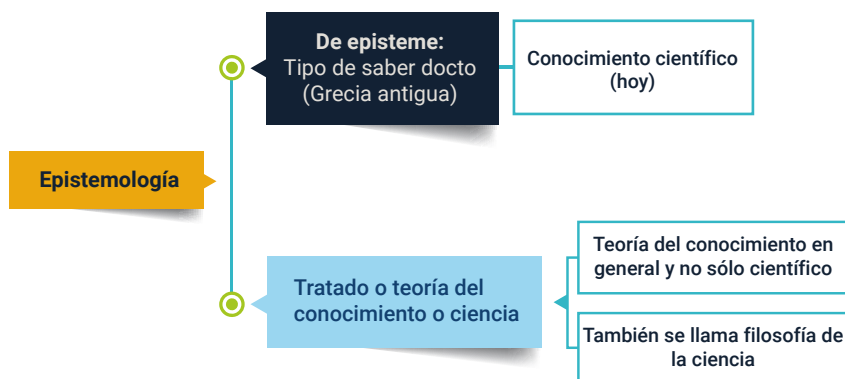 De episteme:
Tipo de saber docto
(Grecia antigua)
Conocimiento científico
(hoy)
Epistemología
Tratado o teoría del
conocimiento o ciencia
Teoría del conocimiento en
general y no sólo científico
También se llama filosofía de
la ciencia